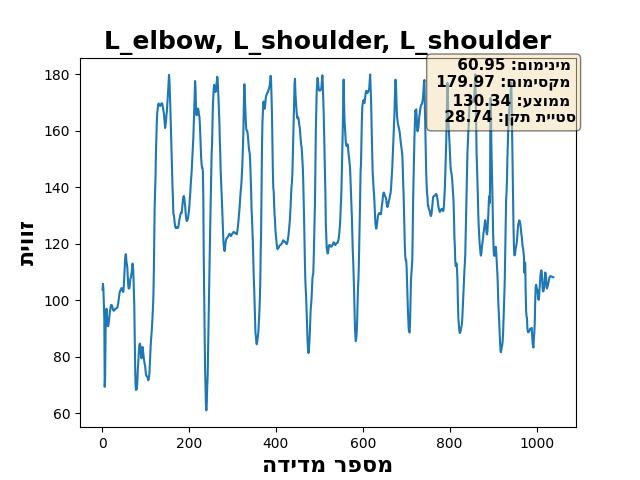 L_elbow, L_shoulder, L_shoulder
מינימום: 60.95
מקסימום: 179.97
ממוצע: 130.34
סטיית תקן: 28.74
180
160
140
120
100
80
60
זווית
0 200 400 600 800 1000
מספר מדידה